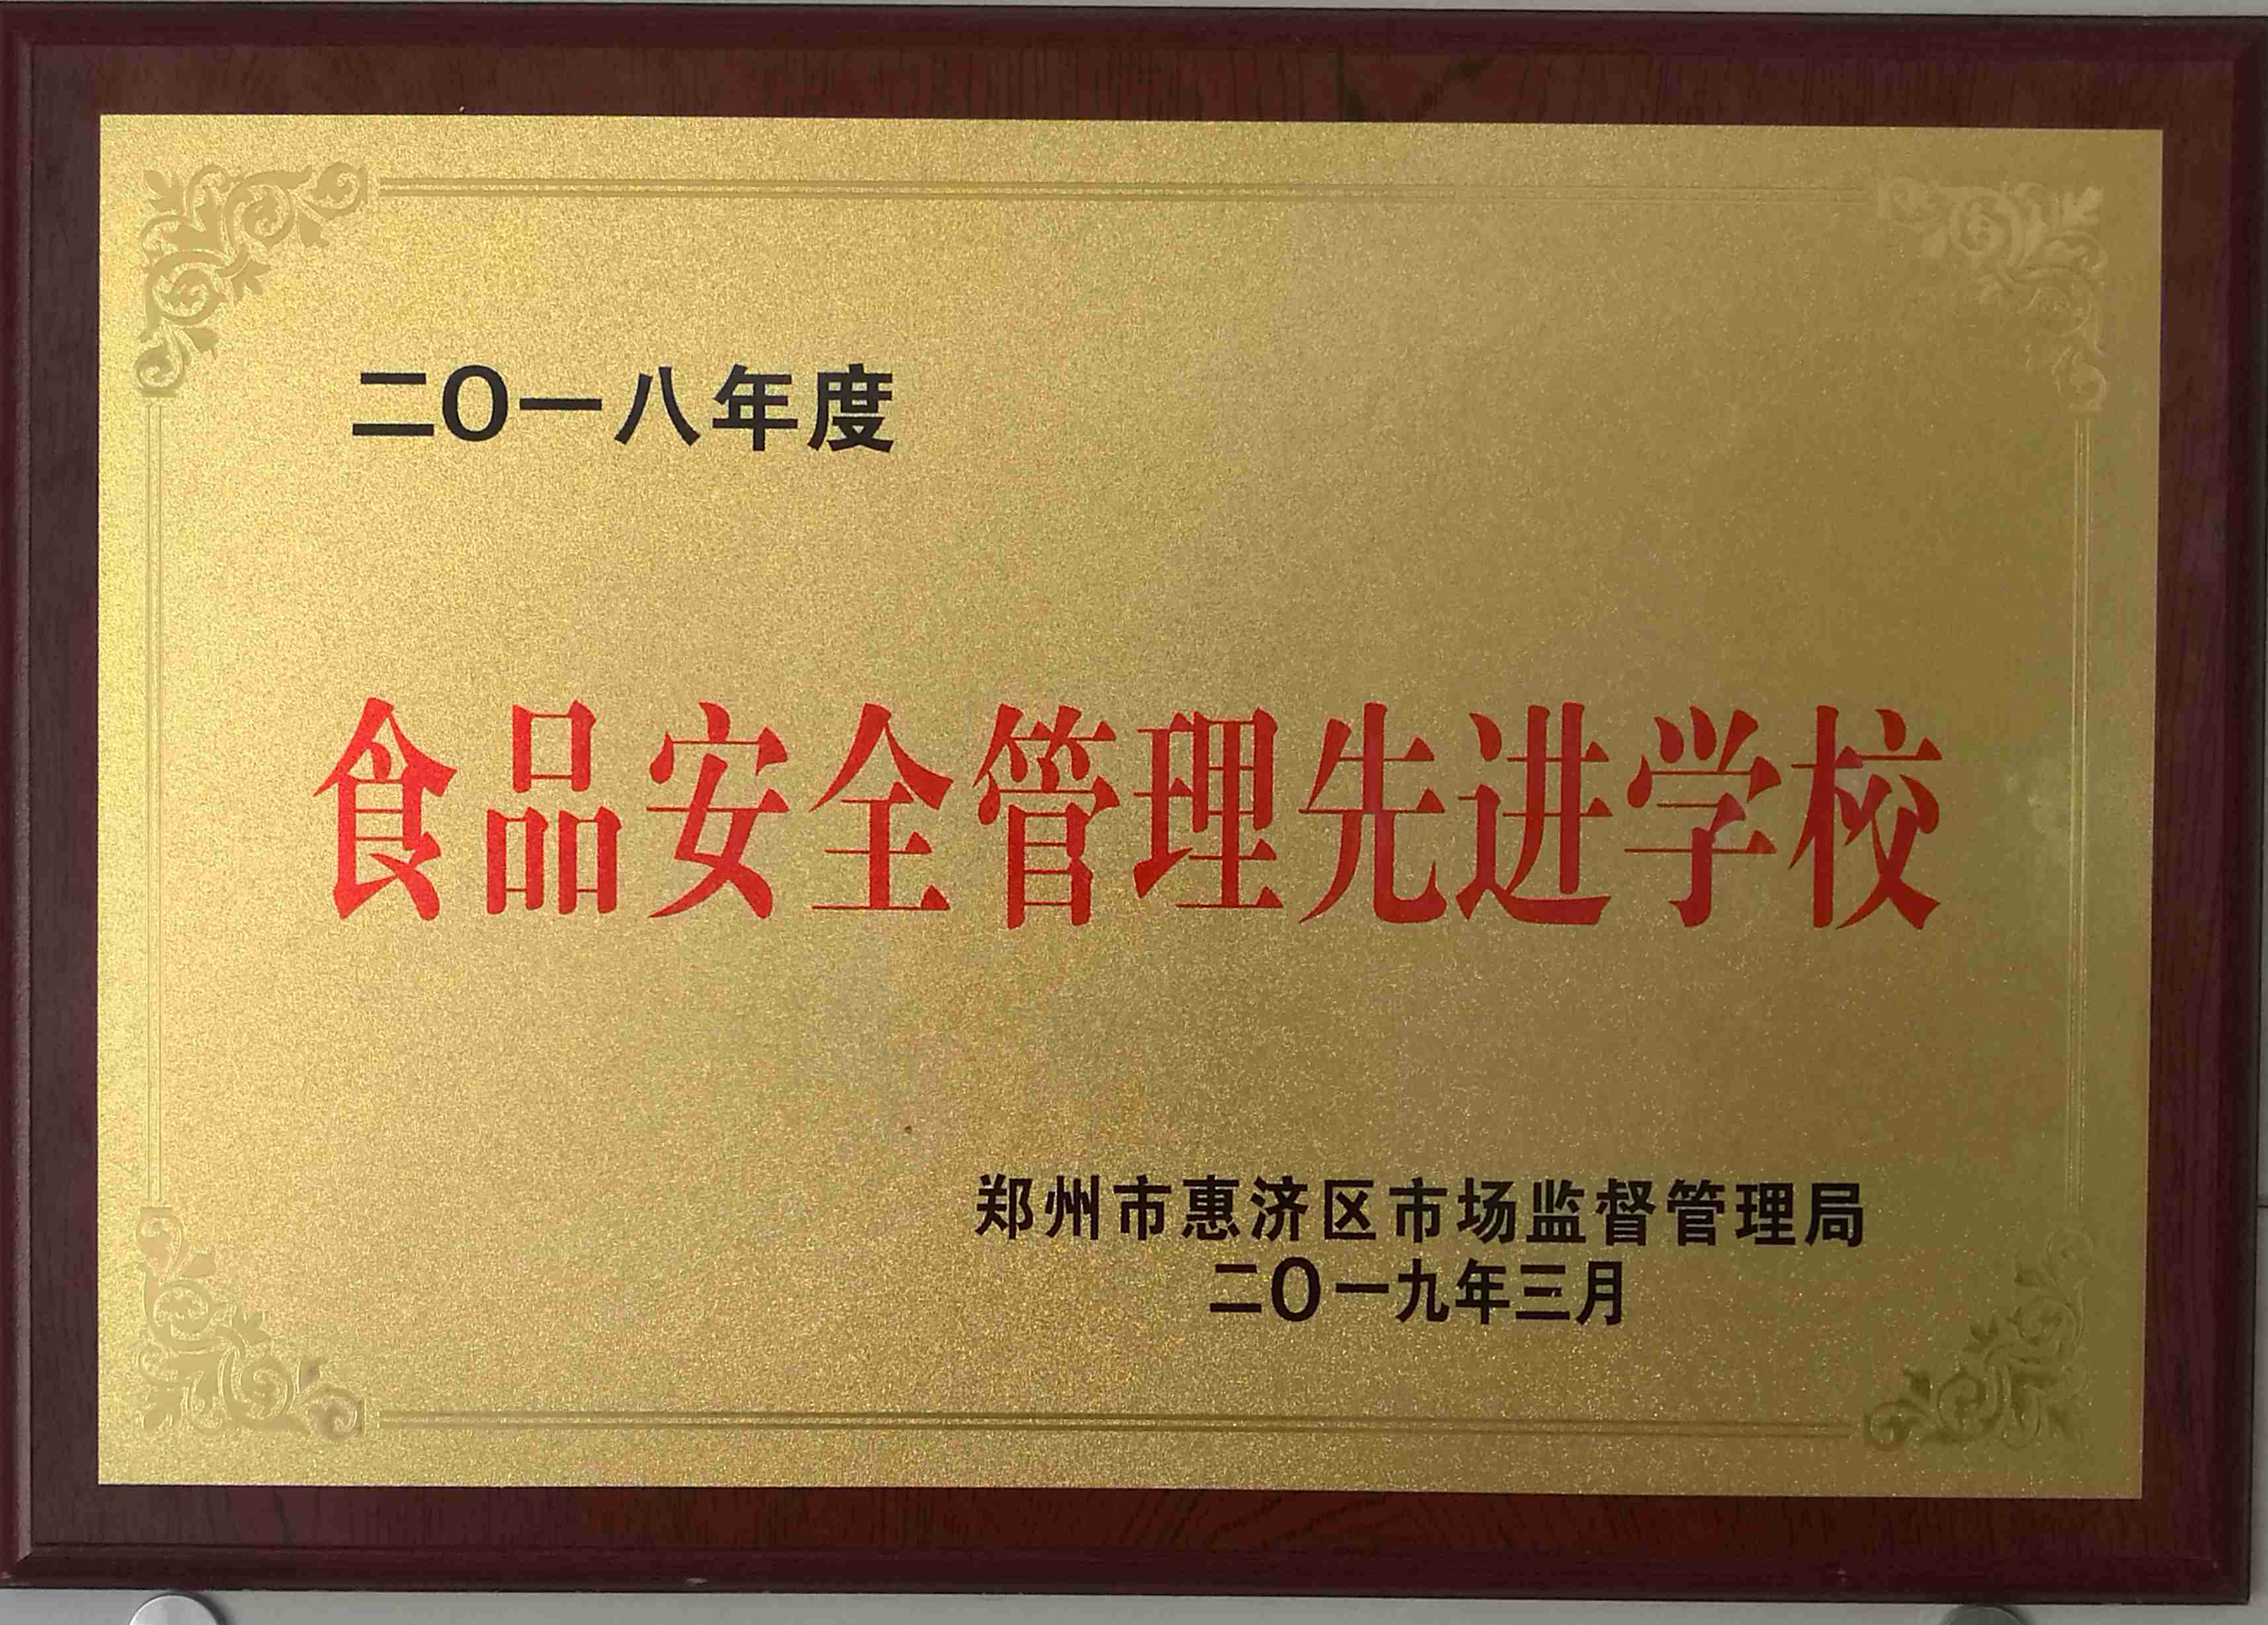 二〇一八年度
食品安全管理先进学校
郑州市惠济区市场监督管理局
二〇一九年三月